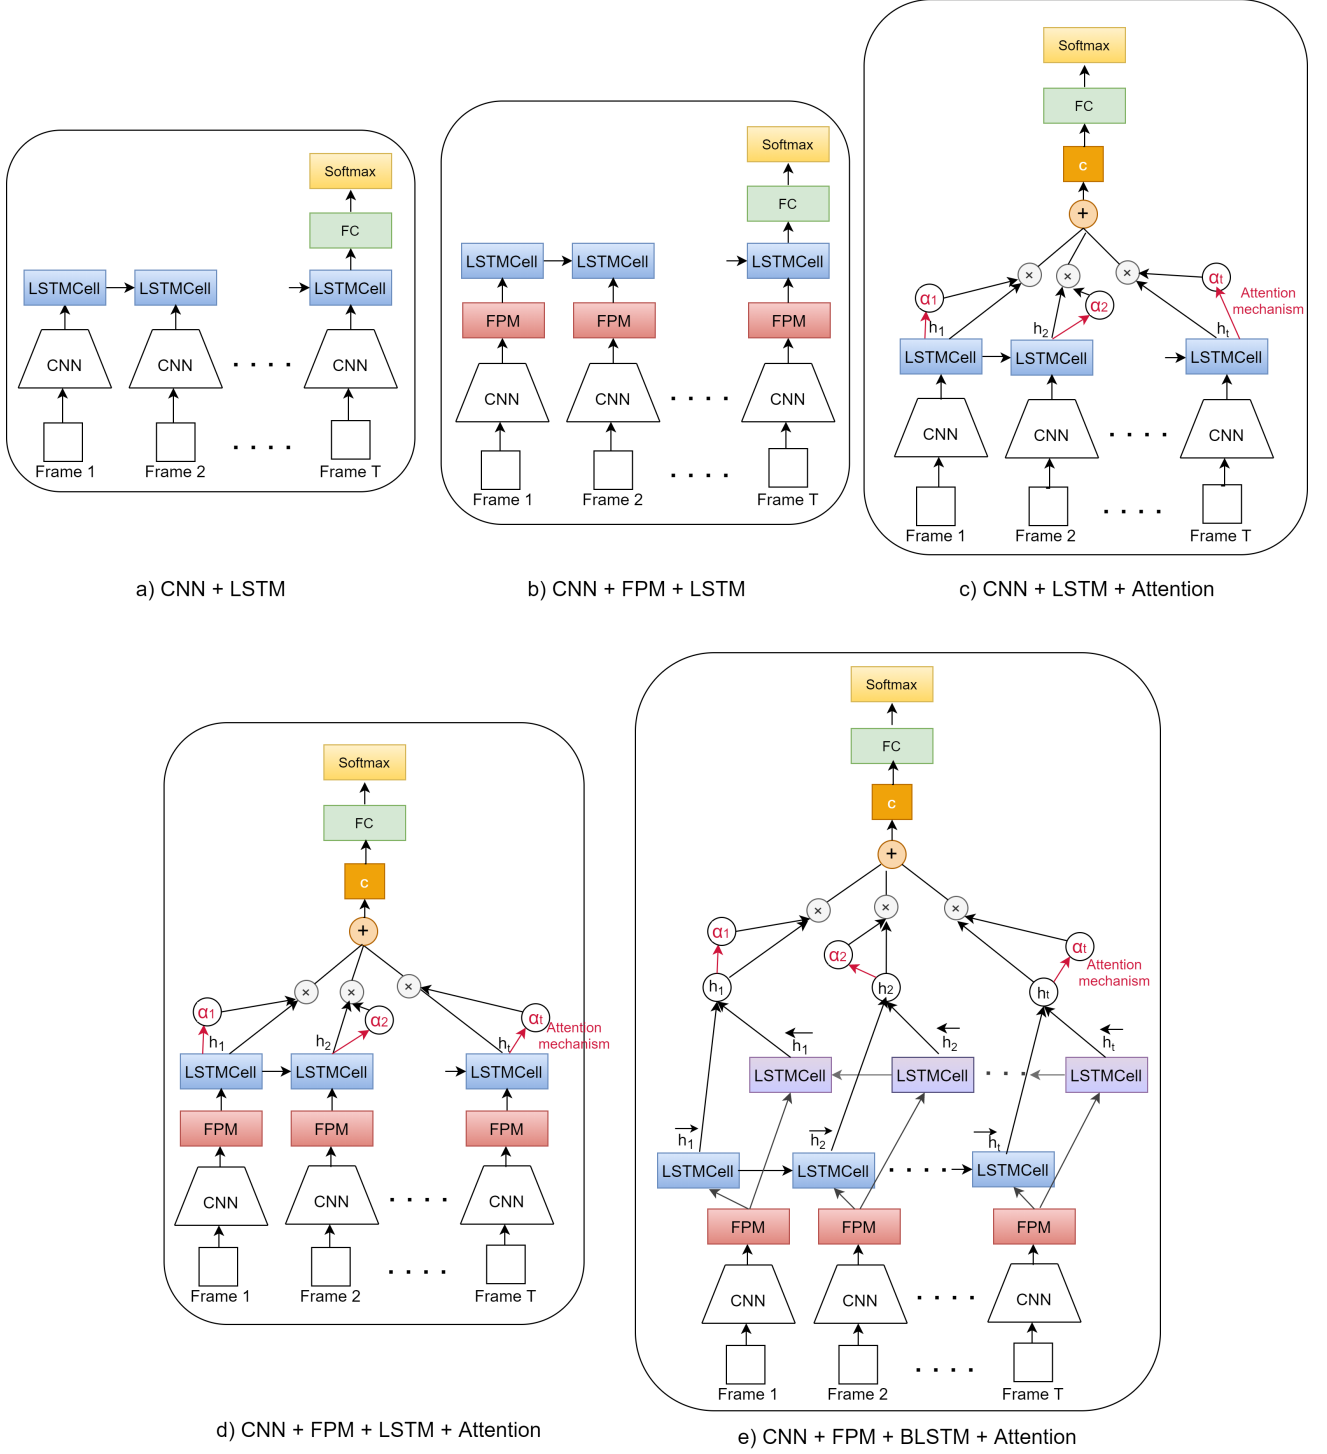 Softmax
FC
LSTMCell LSTMCell LSTMCell
CNN CNN . . . . CNN
. . . .
Frame 1 Frame 2 Frame T
a) CNN + LSTM
Softmax
FC
LSTMCell LSTMCell LSTMCell
FPM FPM FPM
CNN CNN . . . . CNN
. . . .
Frame 1 Frame 2 Frame T
b) CNN + FPM + LSTM
Softmax
FC
c
+
× × ×
α1 α2 αt
Attention
mechanism
h1 h2 ht
LSTMCell LSTMCell LSTMCell
CNN CNN . . . . CNN
. . . .
Frame 1 Frame 2 Frame T
c) CNN + LSTM + Attention
Softmax
FC
c
+
× × ×
α1 α2 αt
Attention
mechanism
h1 h2 ht
LSTMCell LSTMCell LSTMCell
FPM FPM FPM
CNN CNN . . . . CNN
. . . .
Frame 1 Frame 2 Frame T
d) CNN + FPM + LSTM + Attention
Softmax
FC
c
+
× × ×
α1 α2 αt
Attention
mechanism
h1 h2 ht
h1 h2 ht
LSTMCell LSTMCell . . . LSTMCell
h1 h2 ht
LSTMCell LSTMCell . . . . LSTMCell
FPM FPM FPM
CNN CNN . . . . CNN
. . . .
Frame 1 Frame 2 Frame T
e) CNN + FPM + BLSTM + Attention